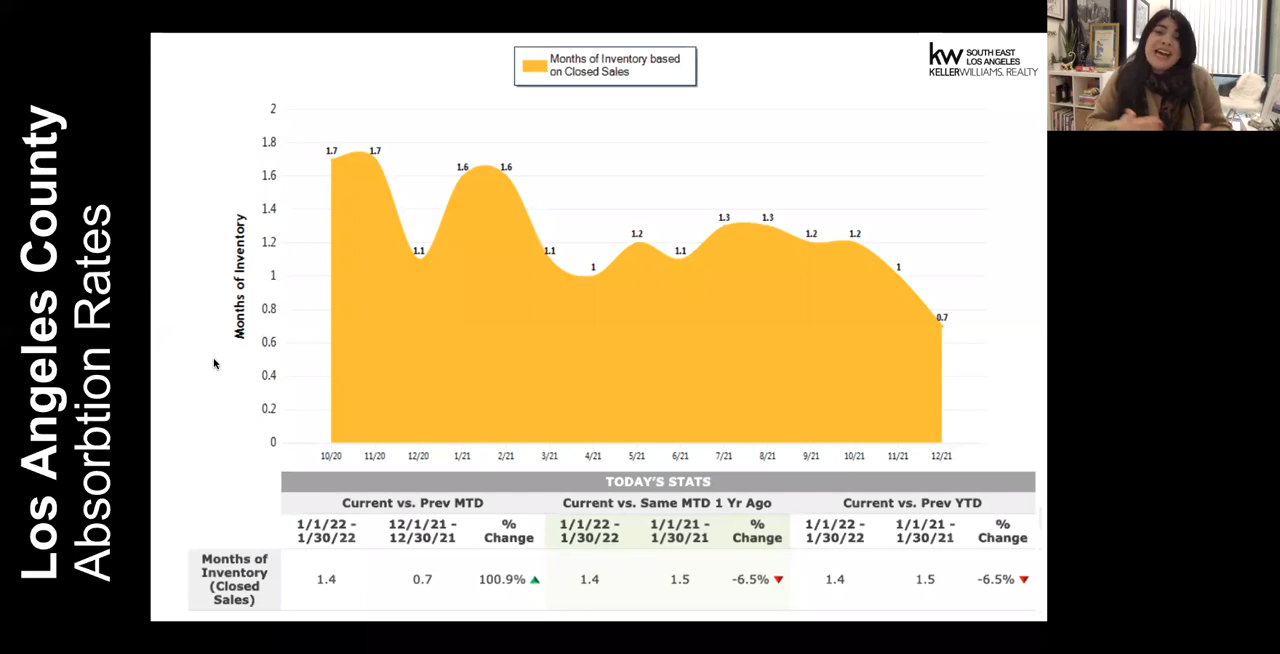 Los Angeles County
Absorbtion Rates
Months of Inventory based
on Closed Sales
kw SOUTH EAST
LOS ANGELES
KELLERWILLIAMS. REALTY
Months of Inventory
2
1.8
1.6
1.4
1.2
1
0.8
0.6
0.4
0.2
0
1.7 1.7 1.1 1.6 1.6 1.1 1 1.2 1.1 1.3 1.3 1.2 1.2 1 0.7
10/20 11/20 12/20 1/21 2/21 3/21 4/21 5/21 6/21 7/21 8/21 9/21 10/21 11/21 12/21
TODAY'S STATS
Current vs. Prev MTD Current vs. Same MTD 1 Yr Ago Current vs. Prev YTD
1/1/22 - 12/1/21 - % 1/1/22 - 1/1/21 - % 1/1/22 - 1/1/21 - %
1/30/22 12/30/21 Change 1/30/22 1/30/21 Change 1/30/22 1/30/21 Change
Months of
Inventory
(Closed
Sales)
1.4 0.7 100.9% 1.4 1.5 -6.5% 1.4 1.5 -6.5%